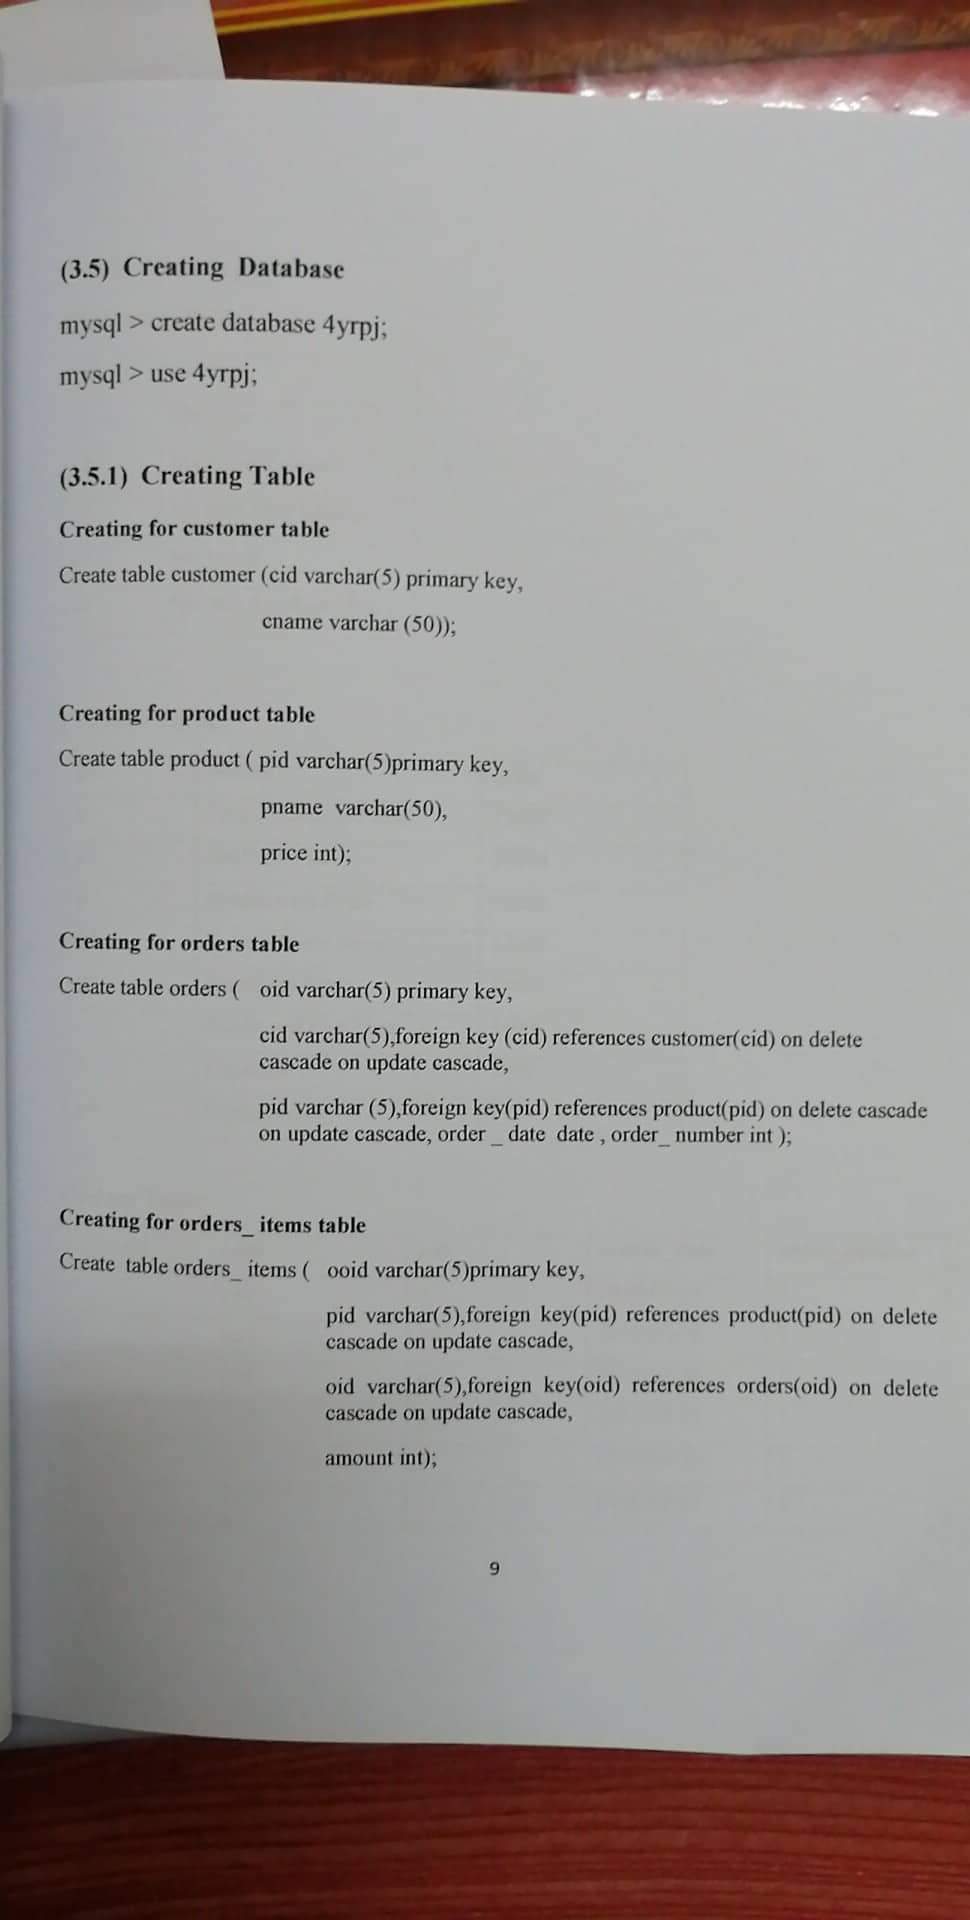 (3.5) Creating Database
mysql > create database 4yrpj;
mysql > use 4yrpj;
(3.5.1) Creating Table
Creating for customer table
Create table customer (cid varchar(5) primary key,
cname varchar (50));
Creating for product table
Create table product ( pid varchar(5)primary key,
pname varchar(50),
price int);
Creating for orders table
Create table orders ( oid varchar(5) primary key,
cid varchar(5),foreign key (cid) references customer(cid) on delete
cascade on update cascade,
pid varchar (5),foreign key(pid) references product(pid) on delete cascade
on update cascade, order _ date date , order_ number int );
Creating for orders_ items table
Create table orders_ items ( ooid varchar(5)primary key,
pid varchar(5),foreign key(pid) references product(pid) on delete
cascade on update cascade,
oid varchar(5),foreign key(oid) references orders(oid) on delete
cascade on update cascade,
amount int);
9